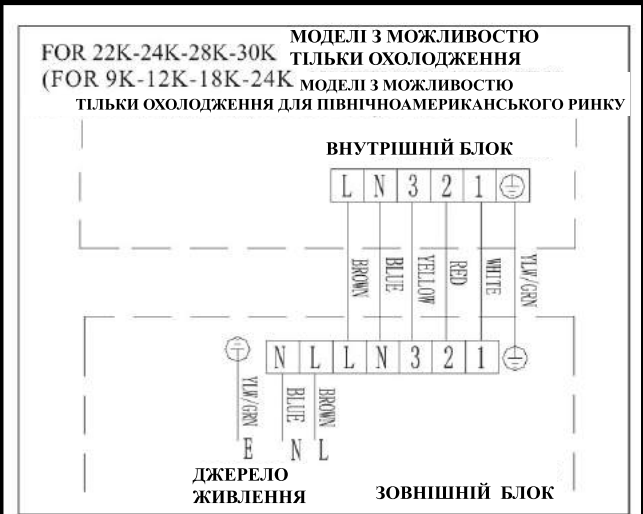 FOR 22K-24K-28K-30K МОДЕЛІ З МОЖЛИВОСТЮ
ТІЛЬКИ ОХОЛОДЖЕННЯ
(FOR 9K-12K-18K-24K МОДЕЛІ З МОЖЛИВОСТЮ
ТІЛЬКИ ОХОЛОДЖЕННЯ ДЛЯ ПІВНІЧНОАМЕРИКАНСЬКОГО РИНКУ
ВНУТРІШНІЙ БЛОК
L N 3 2 1
BROWN
BLUE
YELLOW
RED
WHITE
YLW/GRN
N L L N 3 2 1
YLW/GRN
BLUE
BROWN
E N L
ДЖЕРЕЛО
ЖИВЛЕННЯ
ЗОВНІШНІЙ БЛОК